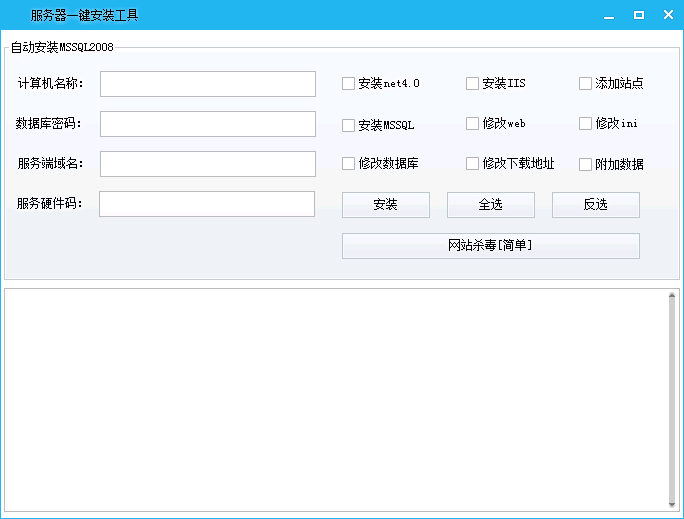 服务器一键安装工具
自动安装MSSQL2008
计算机名称： 安装net4.0 安装IIS 添加站点
数据库密码： 安装MSSQL 修改web 修改ini
服务端域名： 修改数据库 修改下载地址 附加数据
服务硬件码： 安装 全选 反选
网站杀毒[简单]